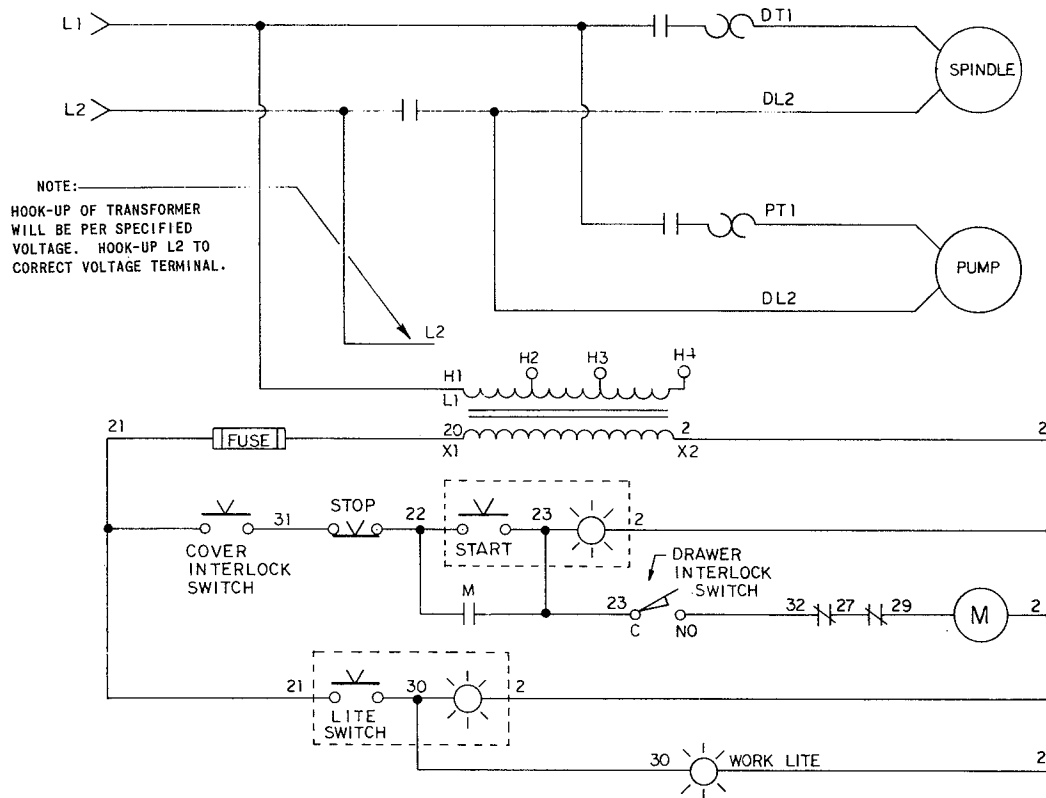 L1
DT1
SPINDLE
L2
DL2
NOTE:
HOOK-UP OF TRANSFORMER
WILL BE PER SPECIFIED
VOLTAGE. HOOK-UP L2 TO
CORRECT VOLTAGE TERMINAL.
PT1
PUMP
DL2
L2
H1
H2
H3
H4
L1
21
FUSE
20
2
2
X1
X2
STOP
31
22
23
2
START
COVER
INTERLOCK
SWITCH
DRAWER
INTERLOCK
SWITCH
M
23
C
NO
32
27
29
M
2
21
30
2
LITE
SWITCH
30
WORK LITE
2